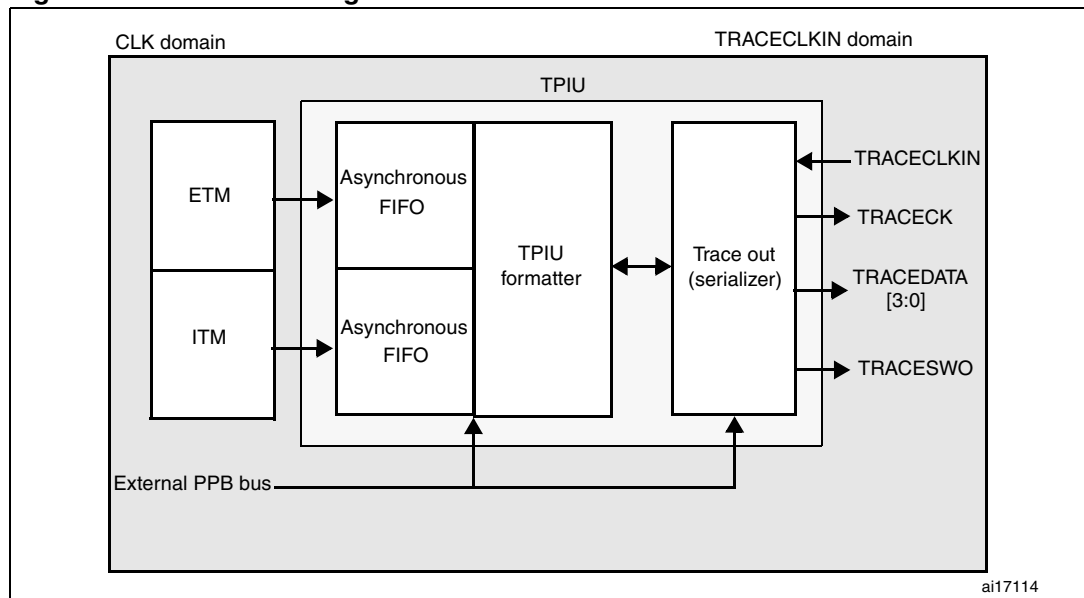 CLK domain
TRACECLKIN domain
TPIU
ETM
Asynchronous
FIFO
TPIU
formatter
Trace out
(serializer)
TRACECLKIN
TRACECK
TRACEDATA
[3:0]
TRACESWO
ITM
Asynchronous
FIFO
External PPB bus
ai17114